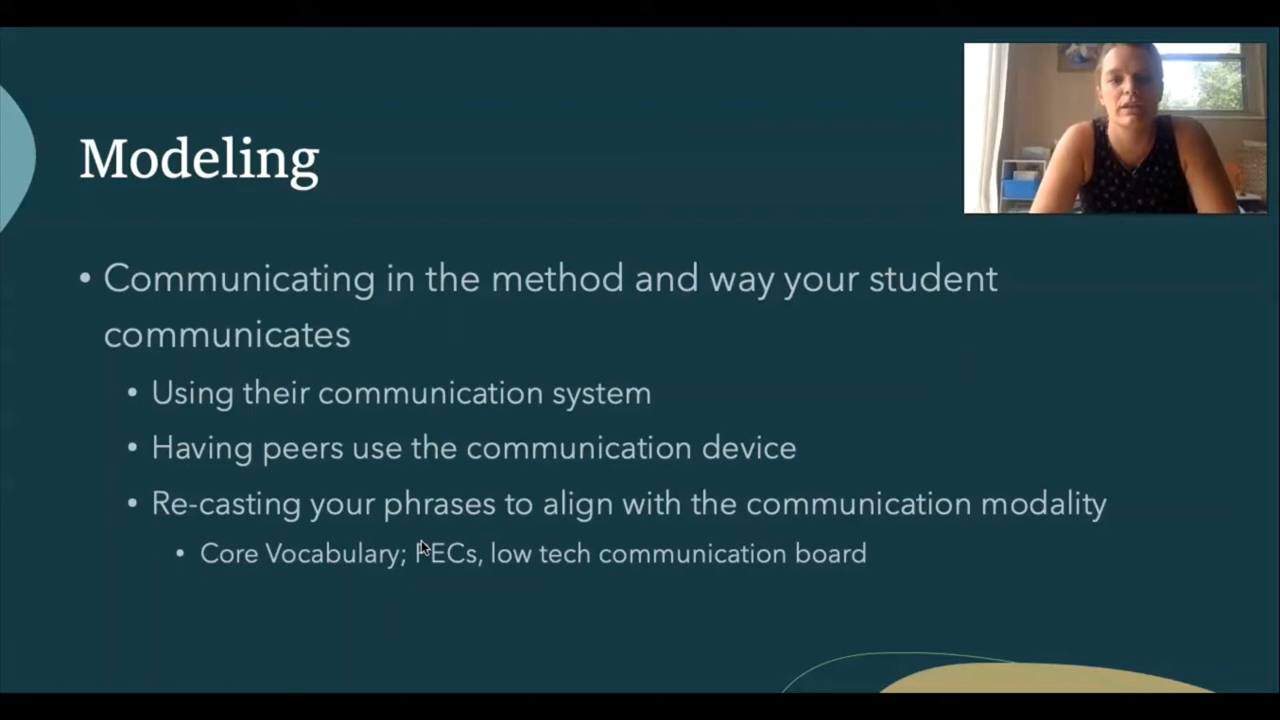 Modeling
• Communicating in the method and way your student
communicates
• Using their communication system
• Having peers use the communication device
• Re-casting your phrases to align with the communication modality
• Core Vocabulary; PECs, low tech communication board